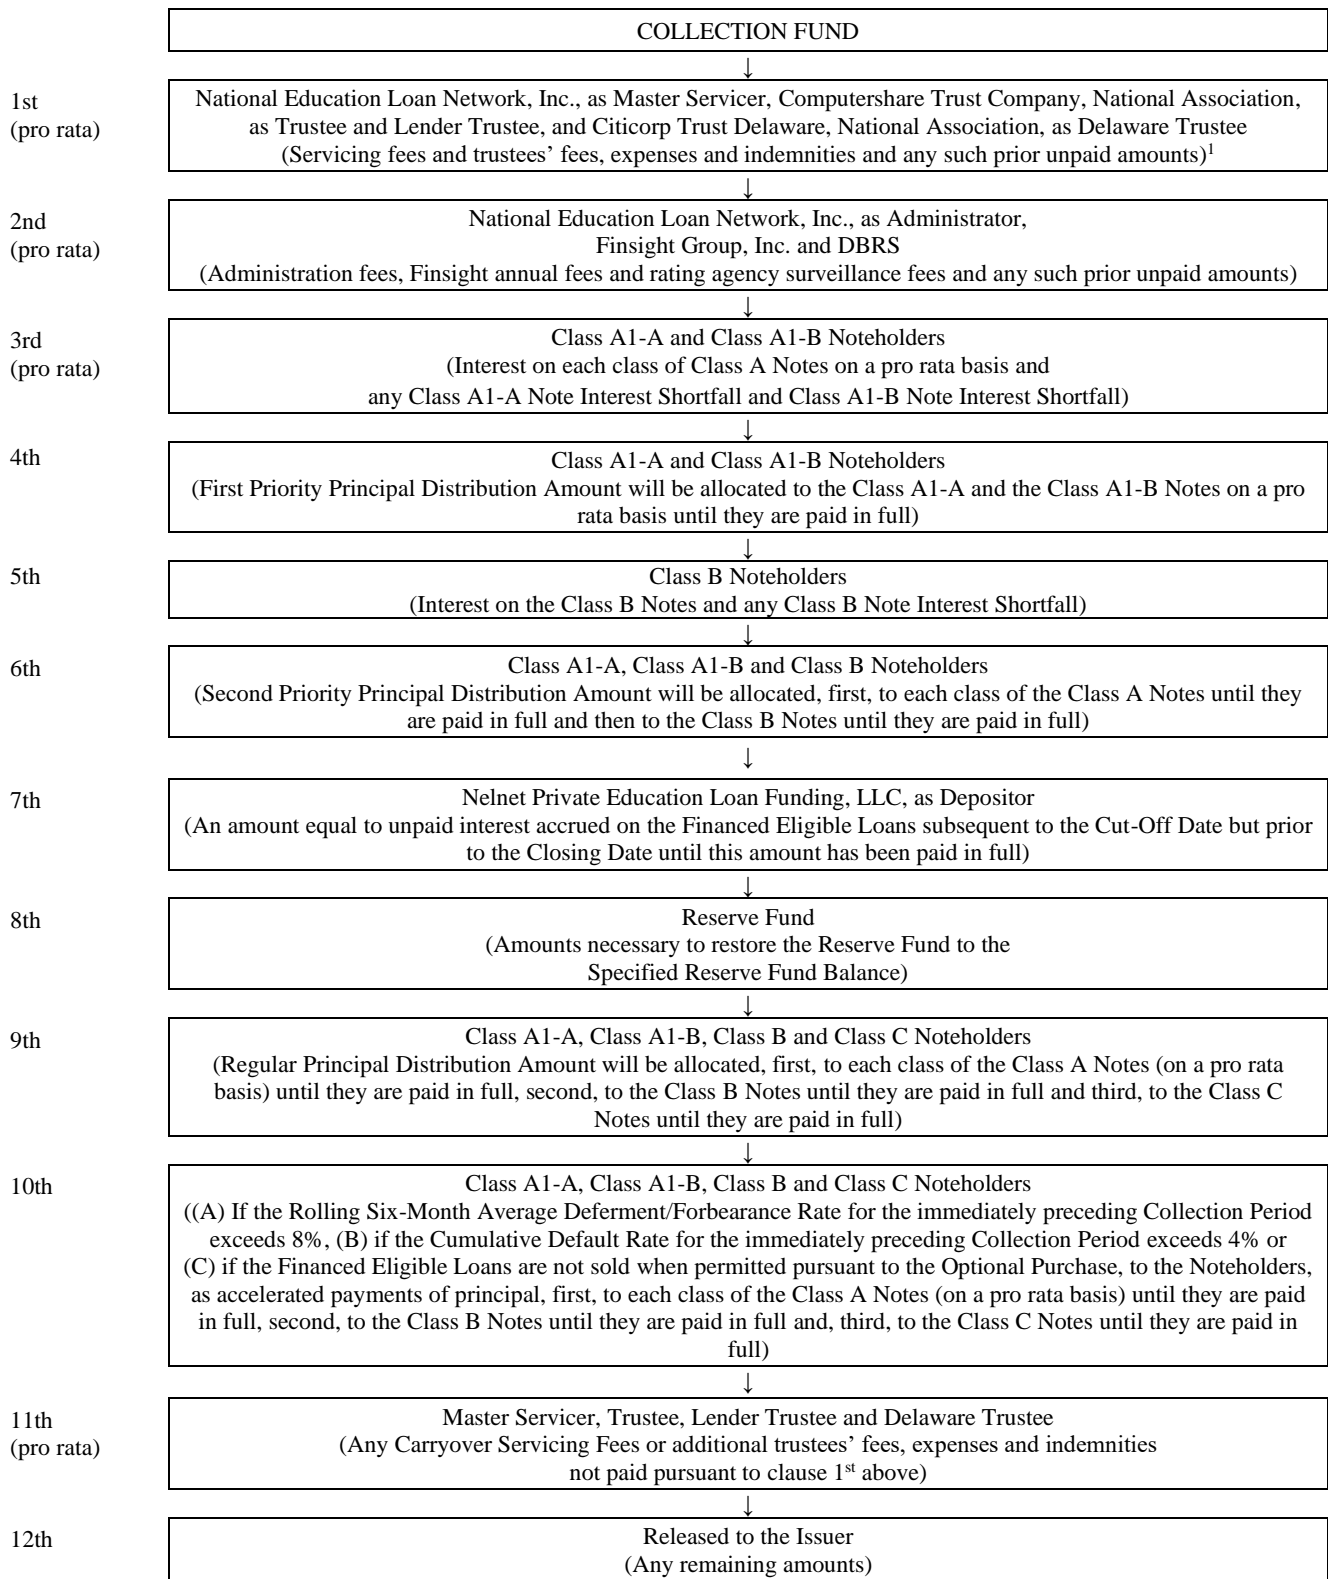 COLLECTION FUND
↓
1st
(pro rata)
National Education Loan Network, Inc., as Master Servicer, Computershare Trust Company, National Association,
as Trustee and Lender Trustee, and Citicorp Trust Delaware, National Association, as Delaware Trustee
(Servicing fees and trustees’ fees, expenses and indemnities and any such prior unpaid amounts)¹
↓
2nd
(pro rata)
National Education Loan Network, Inc., as Administrator,
Finsight Group, Inc. and DBRS
(Administration fees, Finsight annual fees and rating agency surveillance fees and any such prior unpaid amounts)
↓
3rd
(pro rata)
Class A1-A and Class A1-B Noteholders
(Interest on each class of Class A Notes on a pro rata basis and
any Class A1-A Note Interest Shortfall and Class A1-B Note Interest Shortfall)
↓
4th
Class A1-A and Class A1-B Noteholders
(First Priority Principal Distribution Amount will be allocated to the Class A1-A and the Class A1-B Notes on a pro
rata basis until they are paid in full)
↓
5th
Class B Noteholders
(Interest on the Class B Notes and any Class B Note Interest Shortfall)
↓
6th
Class A1-A, Class A1-B and Class B Noteholders
(Second Priority Principal Distribution Amount will be allocated, first, to each class of the Class A Notes until they
are paid in full and then to the Class B Notes until they are paid in full)
↓
7th
Nelnet Private Education Loan Funding, LLC, as Depositor
(An amount equal to unpaid interest accrued on the Financed Eligible Loans subsequent to the Cut-Off Date but prior
to the Closing Date until this amount has been paid in full)
↓
8th
Reserve Fund
(Amounts necessary to restore the Reserve Fund to the
Specified Reserve Fund Balance)
↓
9th
Class A1-A, Class A1-B, Class B and Class C Noteholders
(Regular Principal Distribution Amount will be allocated, first, to each class of the Class A Notes (on a pro rata
basis) until they are paid in full, second, to the Class B Notes until they are paid in full and third, to the Class C
Notes until they are paid in full)
↓
10th
Class A1-A, Class A1-B, Class B and Class C Noteholders
((A) If the Rolling Six-Month Average Deferment/Forbearance Rate for the immediately preceding Collection Period
exceeds 8%, (B) if the Cumulative Default Rate for the immediately preceding Collection Period exceeds 4% or
(C) if the Financed Eligible Loans are not sold when permitted pursuant to the Optional Purchase, to the Noteholders,
as accelerated payments of principal, first, to each class of the Class A Notes (on a pro rata basis) until they are paid
in full, second, to the Class B Notes until they are paid in full and, third, to the Class C Notes until they are paid in
full)
↓
11th
(pro rata)
Master Servicer, Trustee, Lender Trustee and Delaware Trustee
(Any Carryover Servicing Fees or additional trustees’ fees, expenses and indemnities
not paid pursuant to clause 1st above)
↓
12th
Released to the Issuer
(Any remaining amounts)